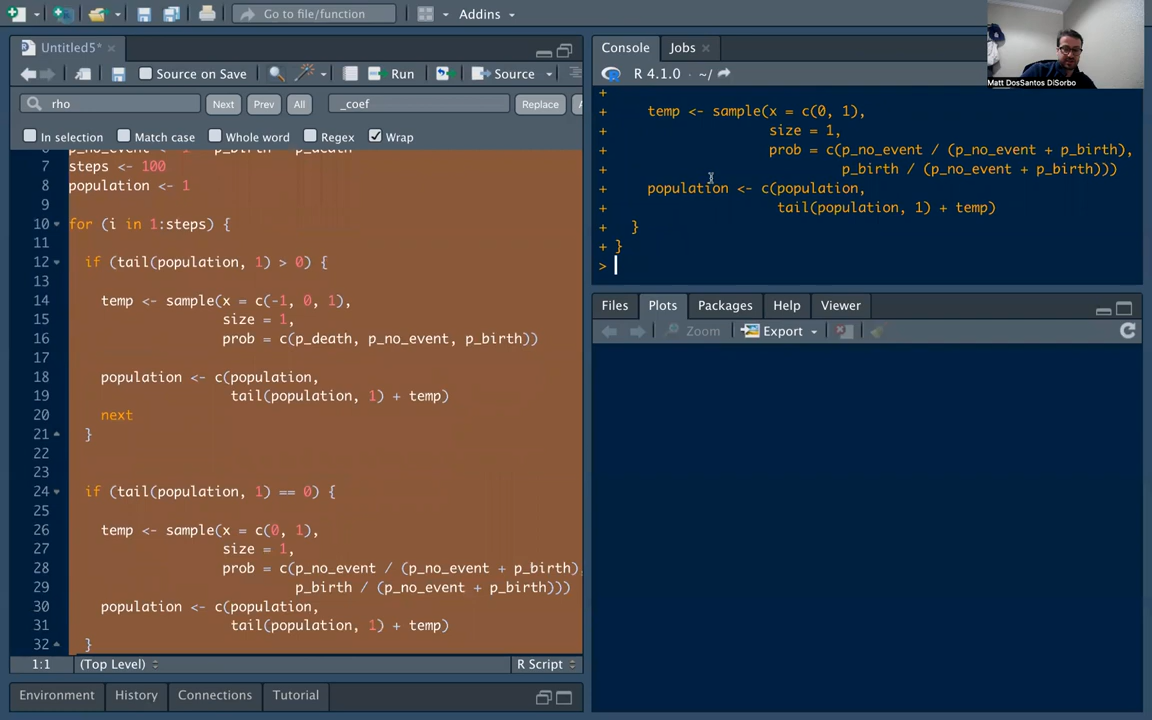 Go to file/function
Addins
Untitled5*
Source on Save
Run
Source
rho
Next
Prev
All
_coef
Replace
In selection
Match case
Whole word
Regex
Wrap
7 steps <- 100
8 population <- 1
9
10 for (i in 1:steps) {
11
12 if (tail(population, 1) > 0) {
13
14 temp <- sample(x = c(-1, 0, 1),
15 size = 1,
16 prob = c(p_death, p_no_event, p_birth))
17
18 population <- c(population,
19 tail(population, 1) + temp)
20 next
21 }
22
23
24 if (tail(population, 1) == 0) {
25
26 temp <- sample(x = c(0, 1),
27 size = 1,
28 prob = c(p_no_event / (p_no_event + p_birth),
29 p_birth / (p_no_event + p_birth)))
30 population <- c(population,
31 tail(population, 1) + temp)
32 }
1:1
(Top Level)
R Script
Environment
History
Connections
Tutorial
Console
Jobs
R 4.1.0 · ~/
+
+ temp <- sample(x = c(0, 1),
+ size = 1,
+ prob = c(p_no_event / (p_no_event + p_birth),
+ p_birth / (p_no_event + p_birth)))
+ population <- c(population,
+ tail(population, 1) + temp)
+ }
+ }
>
Files
Plots
Packages
Help
Viewer
Zoom
Export
Matt DosSantos DiSorbo